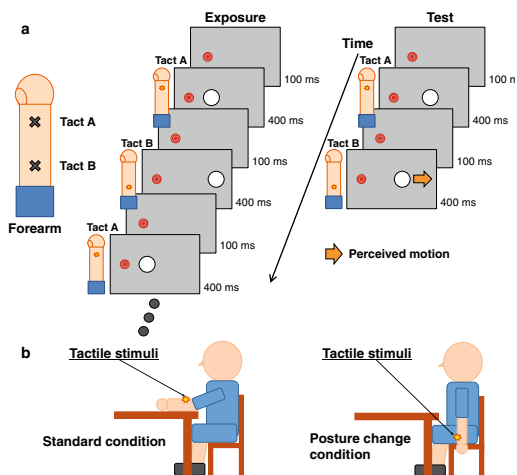 a
Exposure
Test
Time
Tact A
100 ms
100 m
Tact A
Tact A
400 ms
400 ms
Tact B
Tact B
Tact B
100 ms
100 ms
Forearm
400 ms
400 ms
Tact A
100 ms
Perceived motion
400 ms
b
Tactile stimuli
Tactile stimuli
Standard condition
Posture change
condition